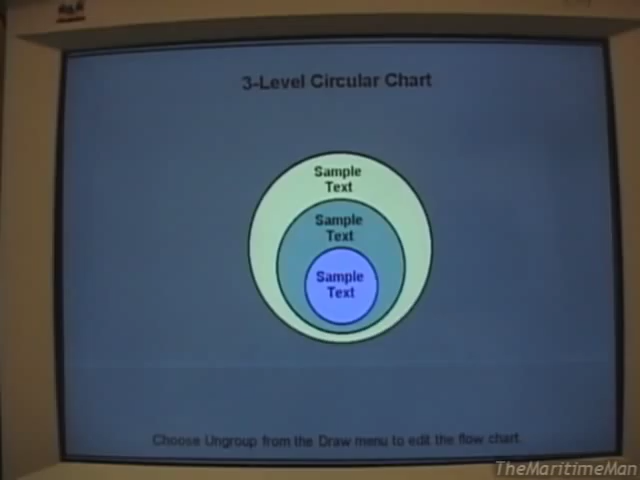 3-Level Circular Chart
Sample
Text
Sample
Text
Sample
Text
Choose Ungroup from the Draw menu to edit the flow chart.
TheMaritimeMan